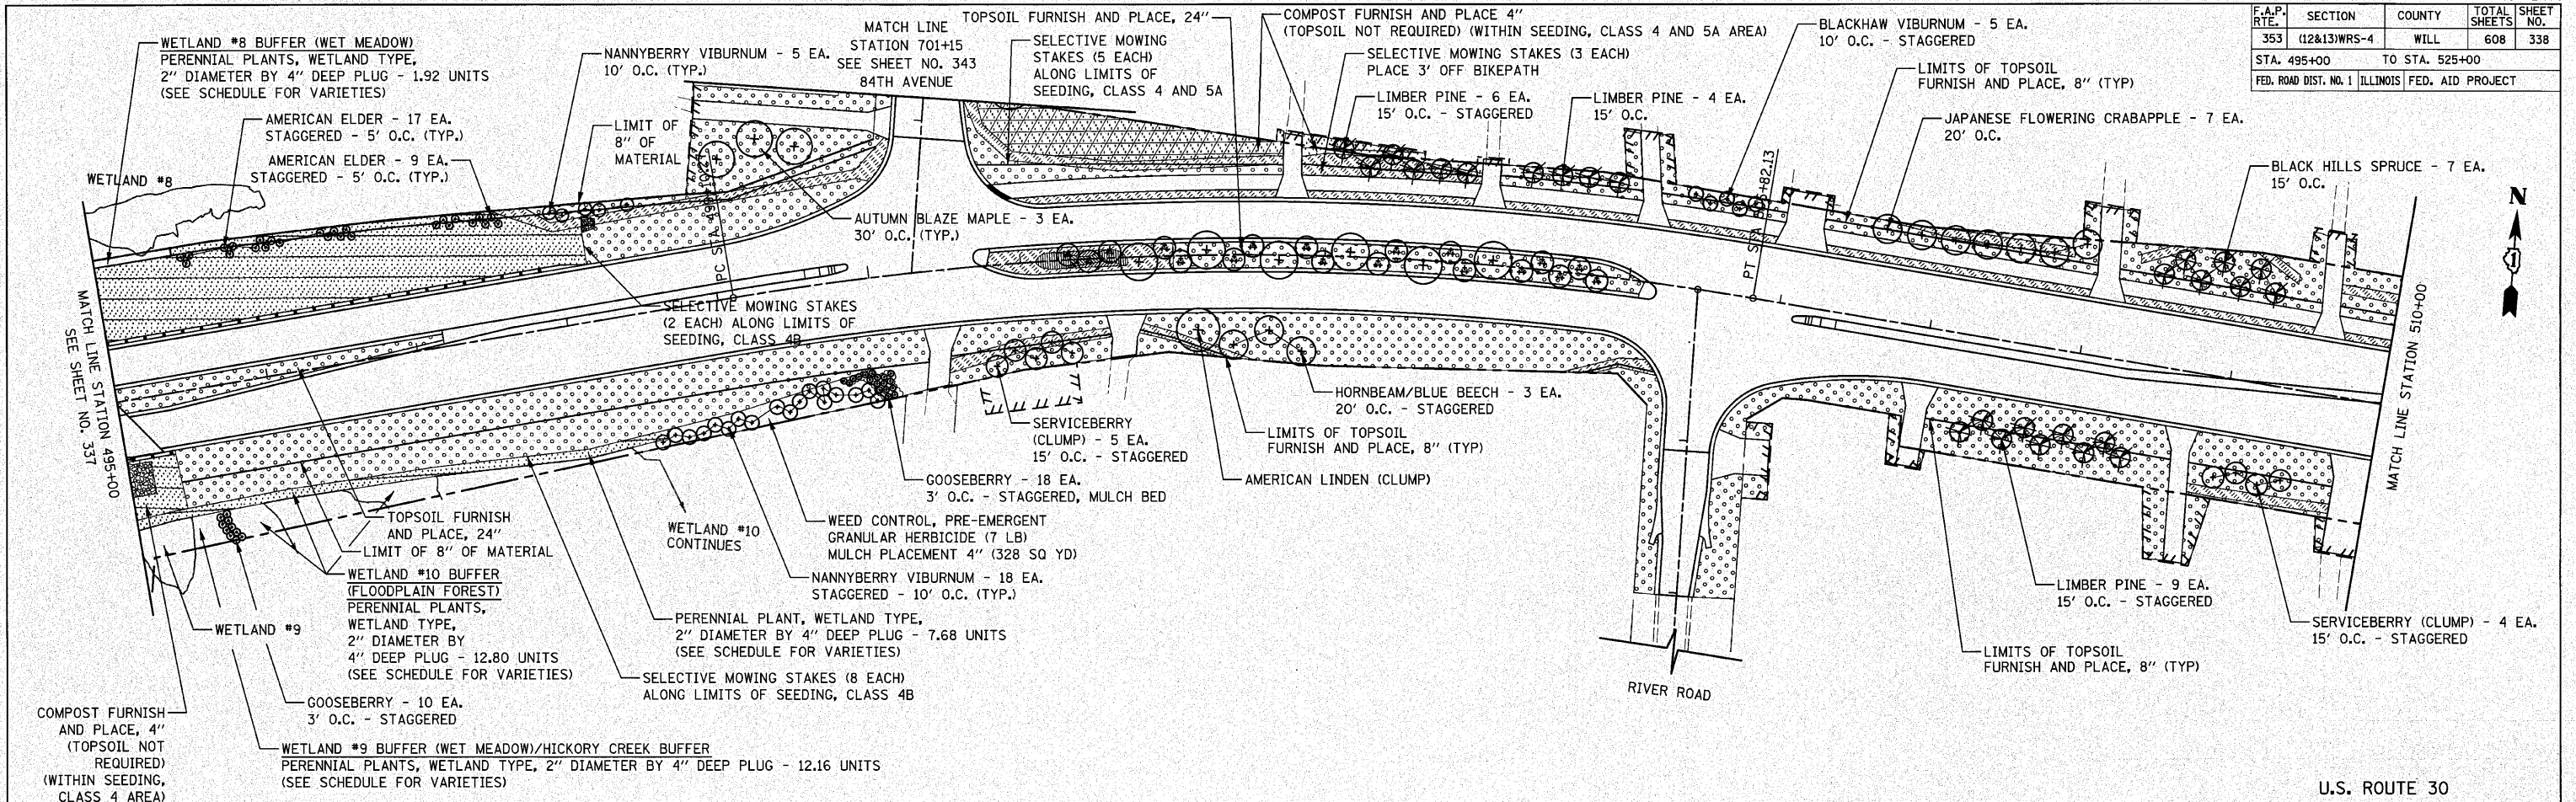 WETLAND #8 BUFFER (WET MEADOW)
PERENNIAL PLANTS, WETLAND TYPE,
2" DIAMETER BY 4" DEEP PLUG - 1.92 UNITS
(SEE SCHEDULE FOR VARIETIES)
AMERICAN ELDER - 17 EA.
STAGGERED - 5' O.C. (TYP.)
AMERICAN ELDER - 9 EA.
STAGGERED - 5' O.C. (TYP.)
WETLAND #8
NANNYBERRY VIBURNUM - 5 EA.
10' O.C. (TYP.)
LIMIT OF
8" OF
MATERIAL
MATCH LINE
STATION 701+15
SEE SHEET NO. 343
84TH AVENUE
TOPSOIL FURNISH AND PLACE, 24"
SELECTIVE MOWING
STAKES (5 EACH)
ALONG LIMITS OF
SEEDING, CLASS 4 AND 5A
COMPOST FURNISH AND PLACE 4"
(TOPSOIL NOT REQUIRED) (WITHIN SEEDING, CLASS 4 AND 5A AREA)
SELECTIVE MOWING STAKES (3 EACH)
PLACE 3' OFF BIKEPATH
LIMBER PINE - 6 EA.
15' O.C. - STAGGERED
LIMBER PINE - 4 EA.
15' O.C.
BLACKHAW VIBURNUM - 5 EA.
10' O.C. - STAGGERED
LIMITS OF TOPSOIL
FURNISH AND PLACE, 8" (TYP)
JAPANESE FLOWERING CRABAPPLE - 7 EA.
20' O.C.
BLACK HILLS SPRUCE - 7 EA.
15' O.C.
F.A.P. RTE. SECTION COUNTY TOTAL SHEETS SHEET NO.
353 (12&13)WRS-4 WILL 608 338
STA. 495+00 TO STA. 525+00
FED. ROAD DIST. NO. 1 ILLINOIS FED. AID PROJECT
N
1
AUTUMN BLAZE MAPLE - 3 EA.
30' O.C. (TYP.)
PC STA
PT STA
+82.13
SELECTIVE MOWING STAKES
(2 EACH) ALONG LIMITS OF
SEEDING, CLASS 4B
MATCH LINE STATION 495+00
SEE SHEET NO. 337
MATCH LINE STATION 510+00
HORNBEAM/BLUE BEECH - 3 EA.
20' O.C. - STAGGERED
SERVICEBERRY
(CLUMP) - 5 EA.
15' O.C. - STAGGERED
LIMITS OF TOPSOIL
FURNISH AND PLACE, 8" (TYP)
AMERICAN LINDEN (CLUMP)
GOOSEBERRY - 18 EA.
3' O.C. - STAGGERED, MULCH BED
WEED CONTROL, PRE-EMERGENT
GRANULAR HERBICIDE (7 LB)
MULCH PLACEMENT 4" (328 SQ YD)
NANNYBERRY VIBURNUM - 18 EA.
STAGGERED - 10' O.C. (TYP.)
WETLAND #10
CONTINUES
PERENNIAL PLANT, WETLAND TYPE,
2" DIAMETER BY 4" DEEP PLUG - 7.68 UNITS
(SEE SCHEDULE FOR VARIETIES)
SELECTIVE MOWING STAKES (8 EACH)
ALONG LIMITS OF SEEDING, CLASS 4B
TOPSOIL FURNISH
AND PLACE, 24"
LIMIT OF 8" OF MATERIAL
WETLAND #10 BUFFER
(FLOODPLAIN FOREST)
PERENNIAL PLANTS,
WETLAND TYPE,
2" DIAMETER BY
4" DEEP PLUG - 12.80 UNITS
(SEE SCHEDULE FOR VARIETIES)
WETLAND #9
GOOSEBERRY - 10 EA.
3' O.C. - STAGGERED
COMPOST FURNISH
AND PLACE, 4"
(TOPSOIL NOT
REQUIRED)
(WITHIN SEEDING,
CLASS 4 AREA)
WETLAND #9 BUFFER (WET MEADOW)/HICKORY CREEK BUFFER
PERENNIAL PLANTS, WETLAND TYPE, 2" DIAMETER BY 4" DEEP PLUG - 12.16 UNITS
(SEE SCHEDULE FOR VARIETIES)
RIVER ROAD
LIMBER PINE - 9 EA.
15' O.C. - STAGGERED
LIMITS OF TOPSOIL
FURNISH AND PLACE, 8" (TYP)
SERVICEBERRY (CLUMP) - 4 EA.
15' O.C. - STAGGERED
U.S. ROUTE 30